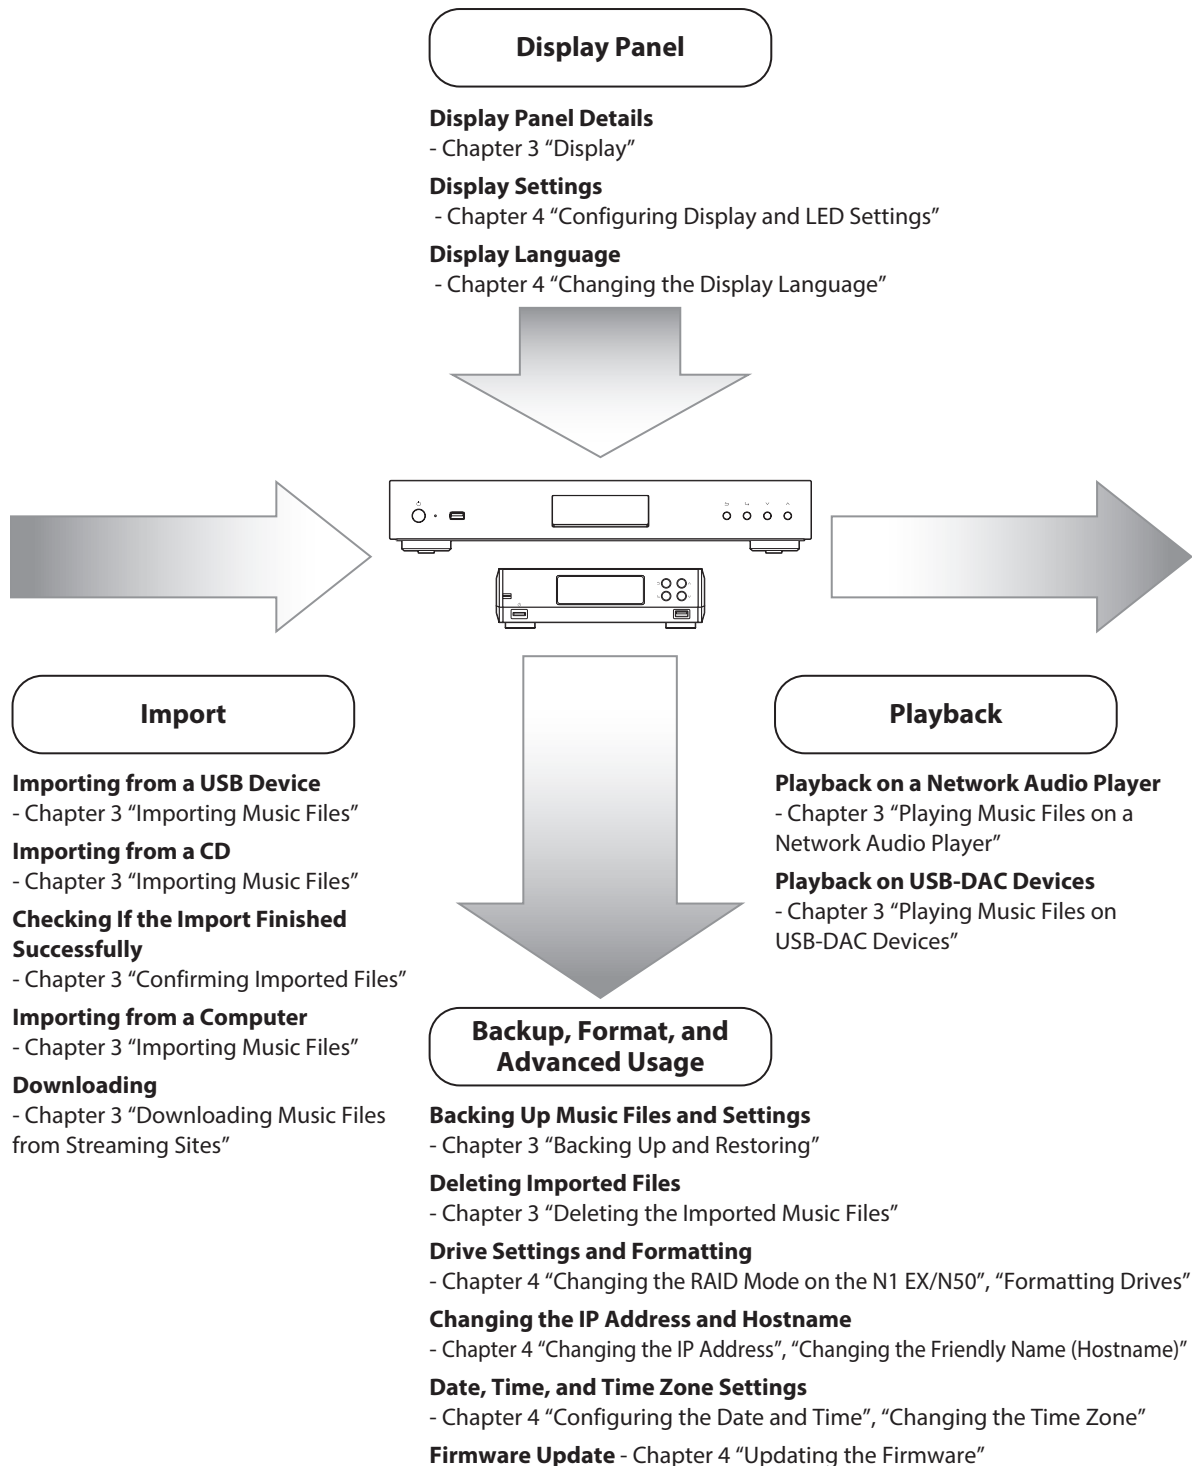 Display Panel
Display Panel Details
- Chapter 3 “Display”
Display Settings
- Chapter 4 “Configuring Display and LED Settings”
Display Language
- Chapter 4 “Changing the Display Language”
Import
Importing from a USB Device
- Chapter 3 “Importing Music Files”
Importing from a CD
- Chapter 3 “Importing Music Files”
Checking If the Import Finished
Successfully
- Chapter 3 “Confirming Imported Files”
Importing from a Computer
- Chapter 3 “Importing Music Files”
Downloading
- Chapter 3 “Downloading Music Files
from Streaming Sites”
Playback
Playback on a Network Audio Player
- Chapter 3 “Playing Music Files on a
Network Audio Player”
Playback on USB-DAC Devices
- Chapter 3 “Playing Music Files on
USB-DAC Devices”
Backup, Format, and
Advanced Usage
Backing Up Music Files and Settings
- Chapter 3 “Backing Up and Restoring”
Deleting Imported Files
- Chapter 3 “Deleting the Imported Music Files”
Drive Settings and Formatting
- Chapter 4 “Changing the RAID Mode on the N1 EX/N50”, “Formatting Drives”
Changing the IP Address and Hostname
- Chapter 4 “Changing the IP Address”, “Changing the Friendly Name (Hostname)”
Date, Time, and Time Zone Settings
- Chapter 4 “Configuring the Date and Time”, “Changing the Time Zone”
Firmware Update - Chapter 4 “Updating the Firmware”